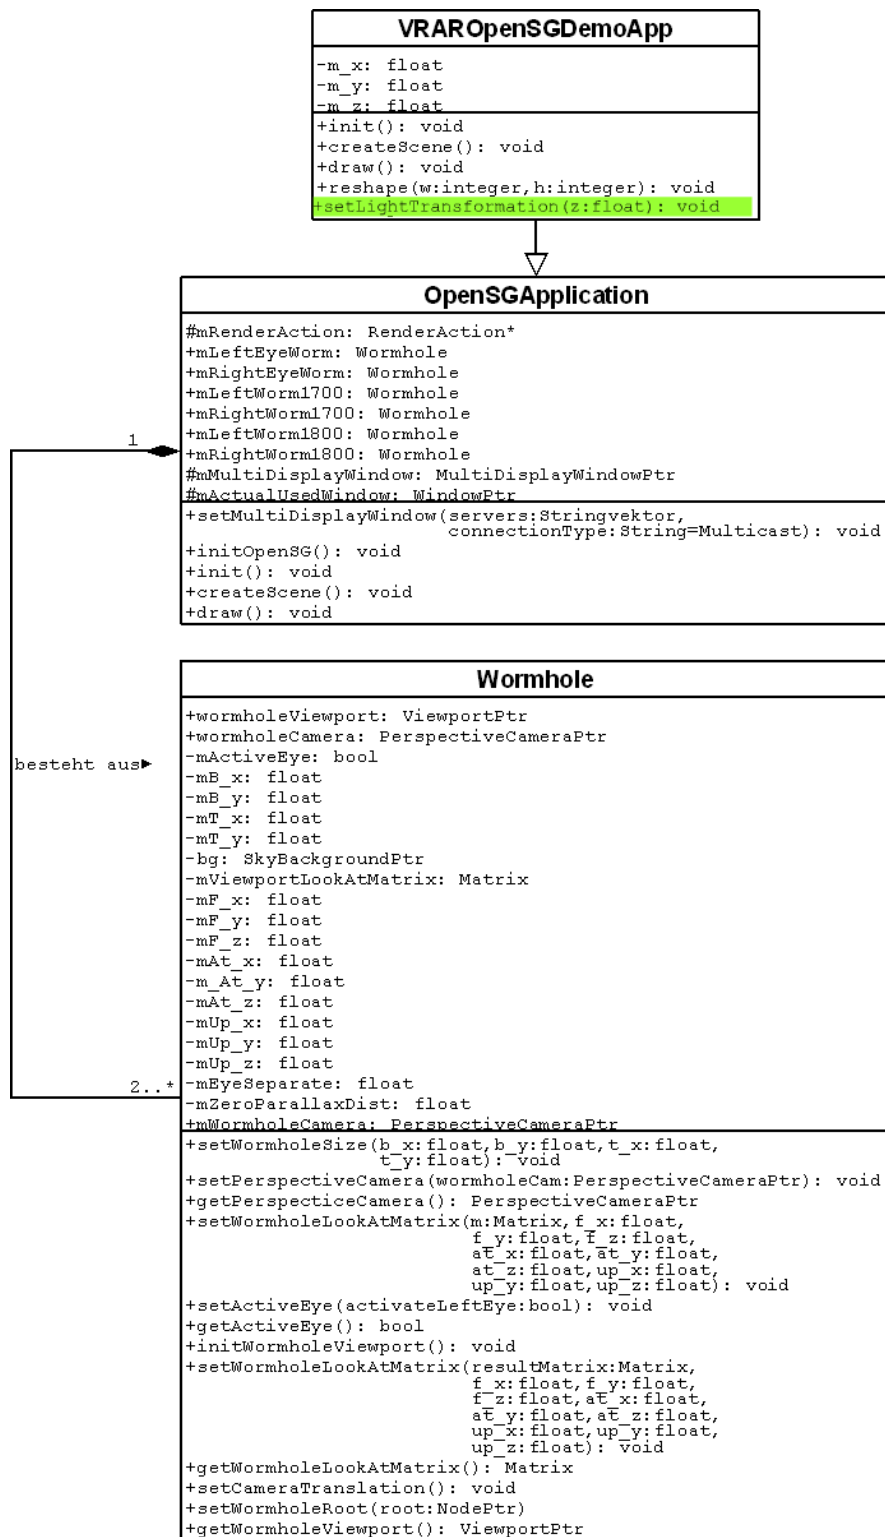 VRAROpenSGDemoApp
-m_x: float
-m_y: float
-m_z: float
+init(): void
+createScene(): void
+draw(): void
+reshape(w:integer,h:integer): void
+setLightTransformation(z:float): void
OpenSGApplication
#mRenderAction: RenderAction*
+mLeftEyeWorm: Wormhole
+mRightEyeWorm: Wormhole
+mLeftWorm1700: Wormhole
+mRightWorm1700: Wormhole
+mLeftWorm1800: Wormhole
+mRightWorm1800: Wormhole
#mMultiDisplayWindow: MultiDisplayWindowPtr
#mActualUsedWindow: WindowPtr
+setMultiDisplayWindow(servers:Stringvektor,
connectionType:String=Multicast): void
+initOpenSG(): void
+init(): void
+createScene(): void
+draw(): void
1
besteht aus
2..*
Wormhole
+wormholeViewport: ViewportPtr
+wormholeCamera: PerspectiveCameraPtr
-mActiveEye: bool
-mB_x: float
-mB_y: float
-mT_x: float
-mT_y: float
-bg: SkyBackgroundPtr
-mViewportLookAtMatrix: Matrix
-mF_x: float
-mF_y: float
-mF_z: float
-mAt_x: float
-m_At_y: float
-mAt_z: float
-mUp_x: float
-mUp_y: float
-mUp_z: float
-mEyeSeparate: float
-mZeroParallaxDist: float
+mWormholeCamera: PerspectiveCameraPtr
+setWormholeSize(b_x:float,b_y:float,t_x:float,
t_y:float): void
+setPerspectiveCamera(wormholeCam:PerspectiveCameraPtr): void
+getPerspecticeCamera(): PerspectiveCameraPtr
+setWormholeLookAtMatrix(m:Matrix,f_x:float,
f_y:float,f_z:float,
at_x:float,at_y:float,
at_z:float,up_x:float,
up_y:float,up_z:float): void
+setActiveEye(activateLeftEye:bool): void
+getActiveEye(): bool
+initWormholeViewport(): void
+setWormholeLookAtMatrix(resultMatrix:Matrix,
f_x:float,f_y:float,
f_z:float,at_x:float,
at_y:float,at_z:float,
up_x:float,up_y:float,
up_z:float): void
+getWormholeLookAtMatrix(): Matrix
+setCameraTranslation(): void
+setWormholeRoot(root:NodePtr)
+getWormholeViewport(): ViewportPtr